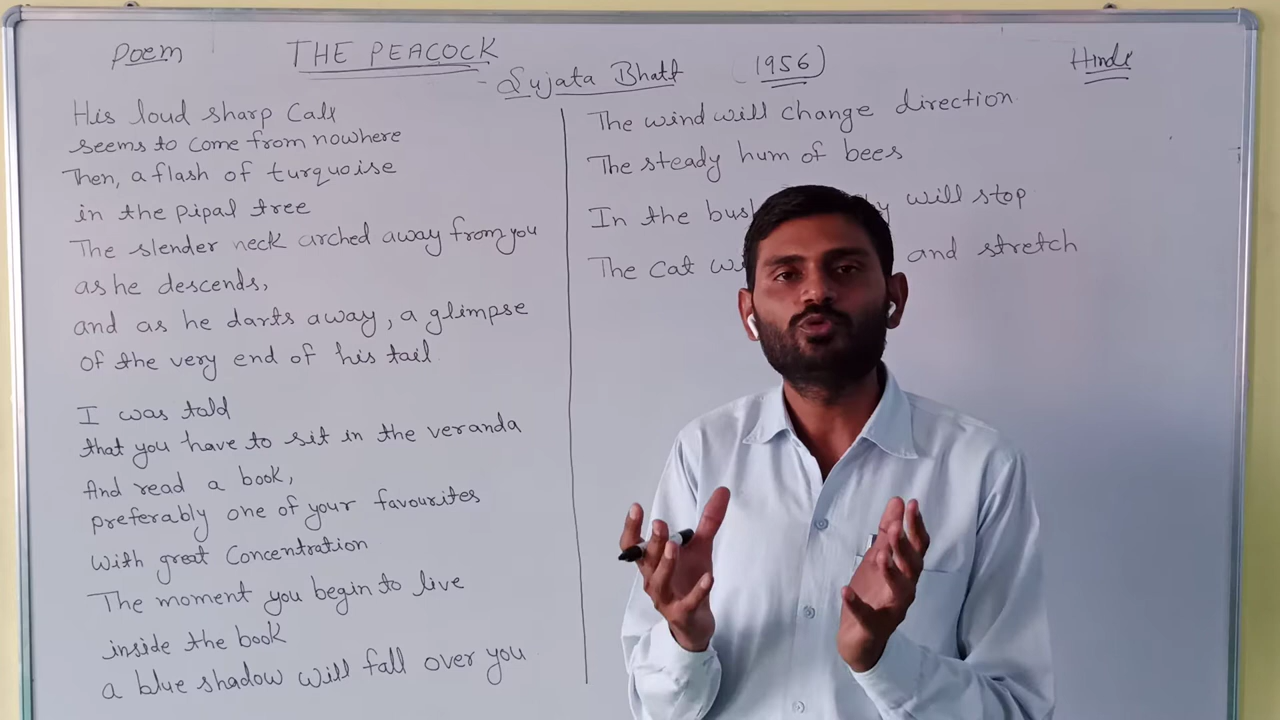 Poem
THE PEACOCK
- Sujata Bhatt
(1956)
Hindi
His loud sharp Call
seems to come from nowhere
Then, a flash of turquoise
in the pipal tree
The slender neck arched away from you
as he descends,
and as he darts away, a glimpse
of the very end of his tail.
I was told
that you have to sit in the veranda
And read a book,
preferably one of your favourites
With great Concentration
The moment you begin to live
inside the book
a blue shadow will fall over you
The wind will change direction
The steady hum of bees
In the will stop
The Cat and stretch